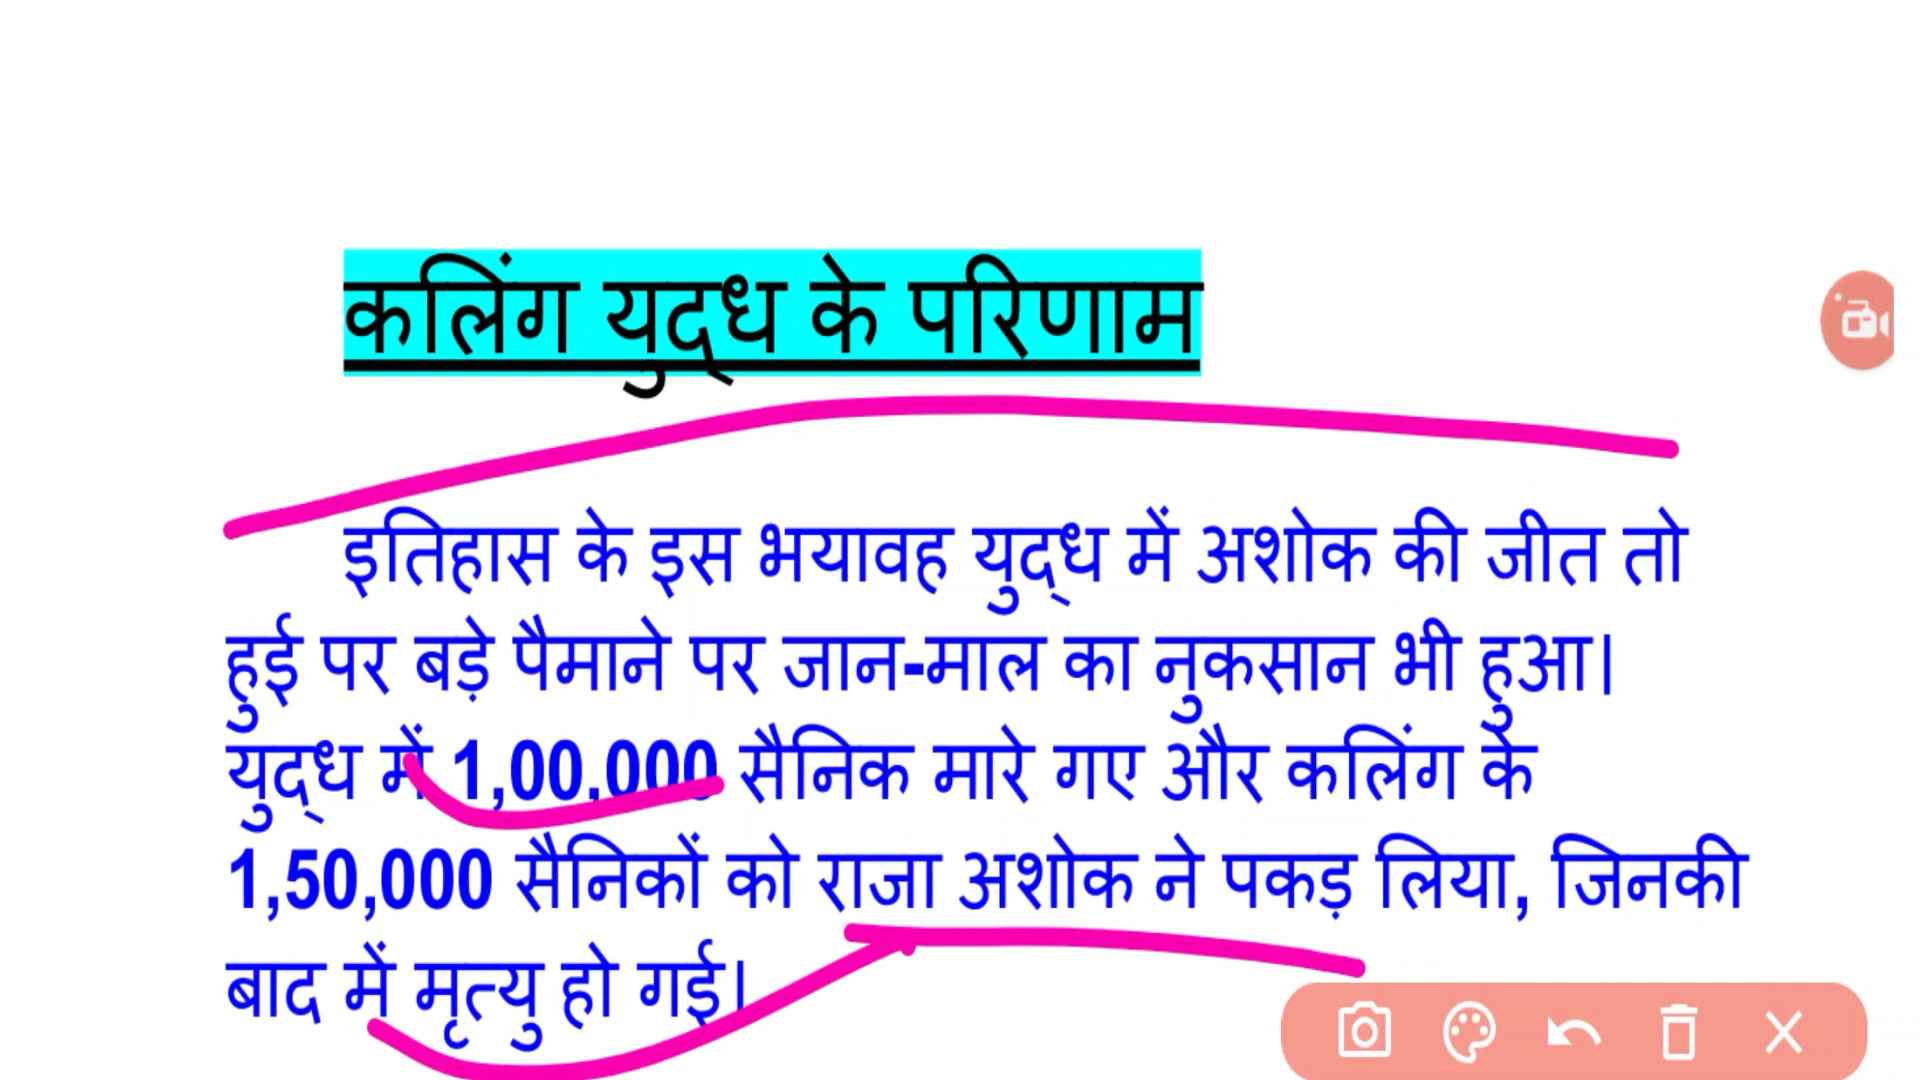 कलिंग युद्ध के परिणाम
इतिहास के इस भयावह युद्ध में अशोक की जीत तो
हुई पर बड़े पैमाने पर जान-माल का नुकसान भी हुआ।
युद्ध में 1,00,000 सैनिक मारे गए और कलिंग के
1,50,000 सैनिकों को राजा अशोक ने पकड़ लिया, जिनकी
बाद में मृत्यु हो गई।